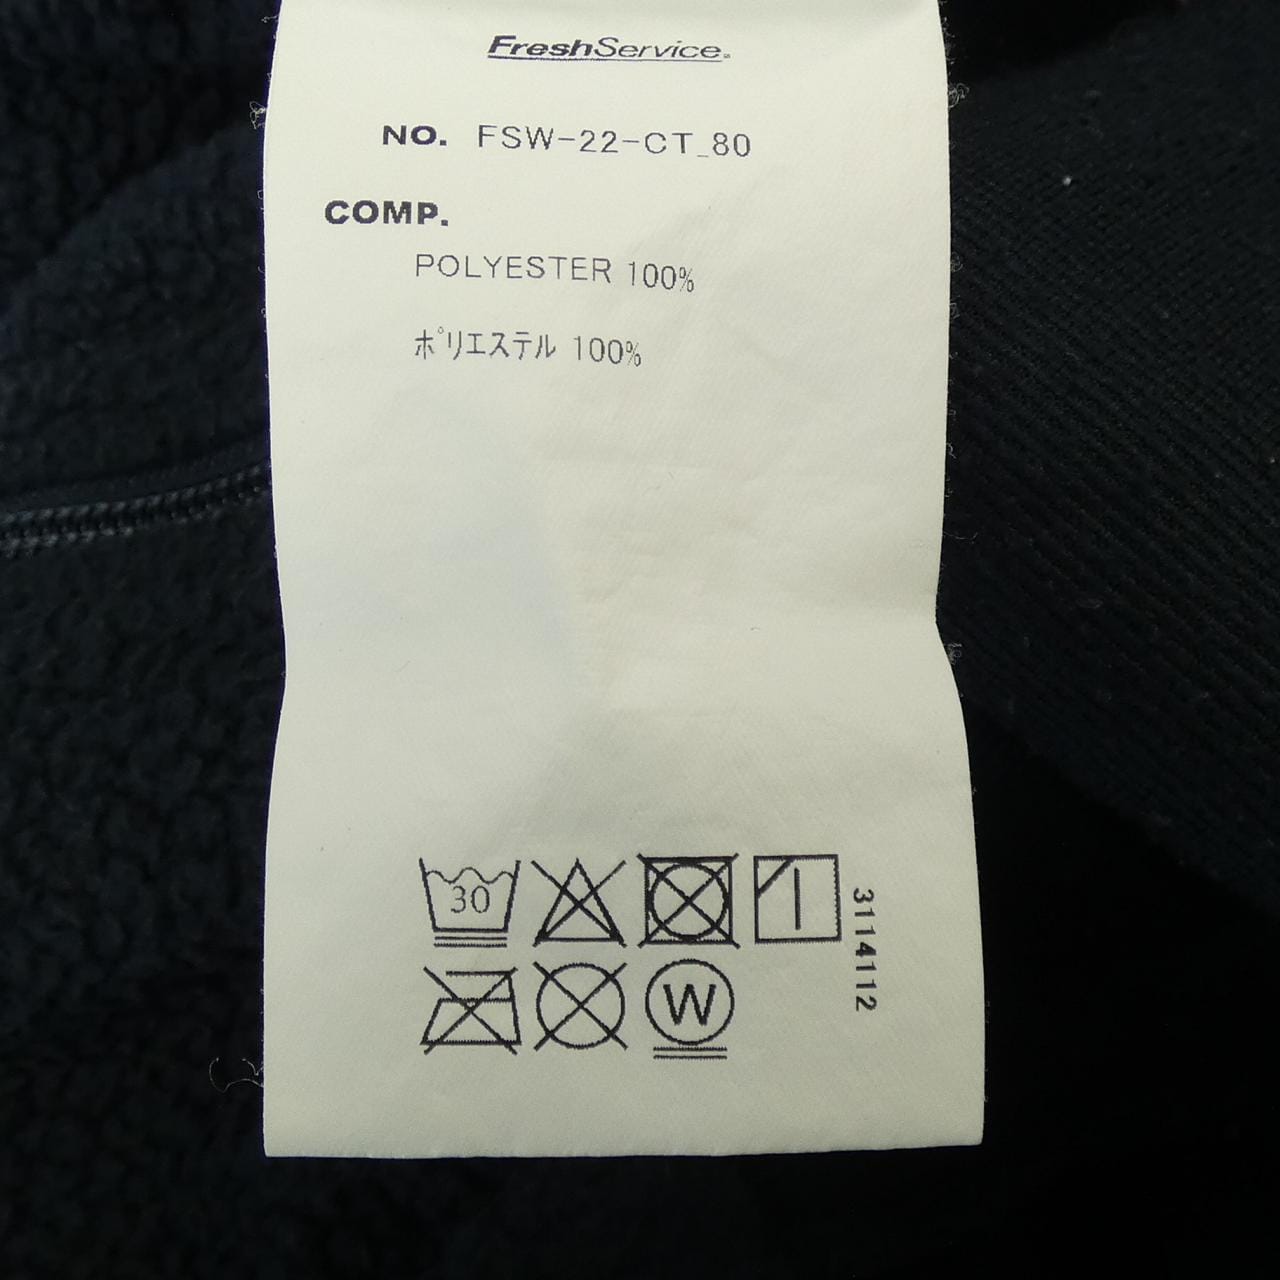 FreshService®
NO. FSW-22-CT_80
COMP.
POLYESTER 100%
ポリエステル 100%
30
3114112
W